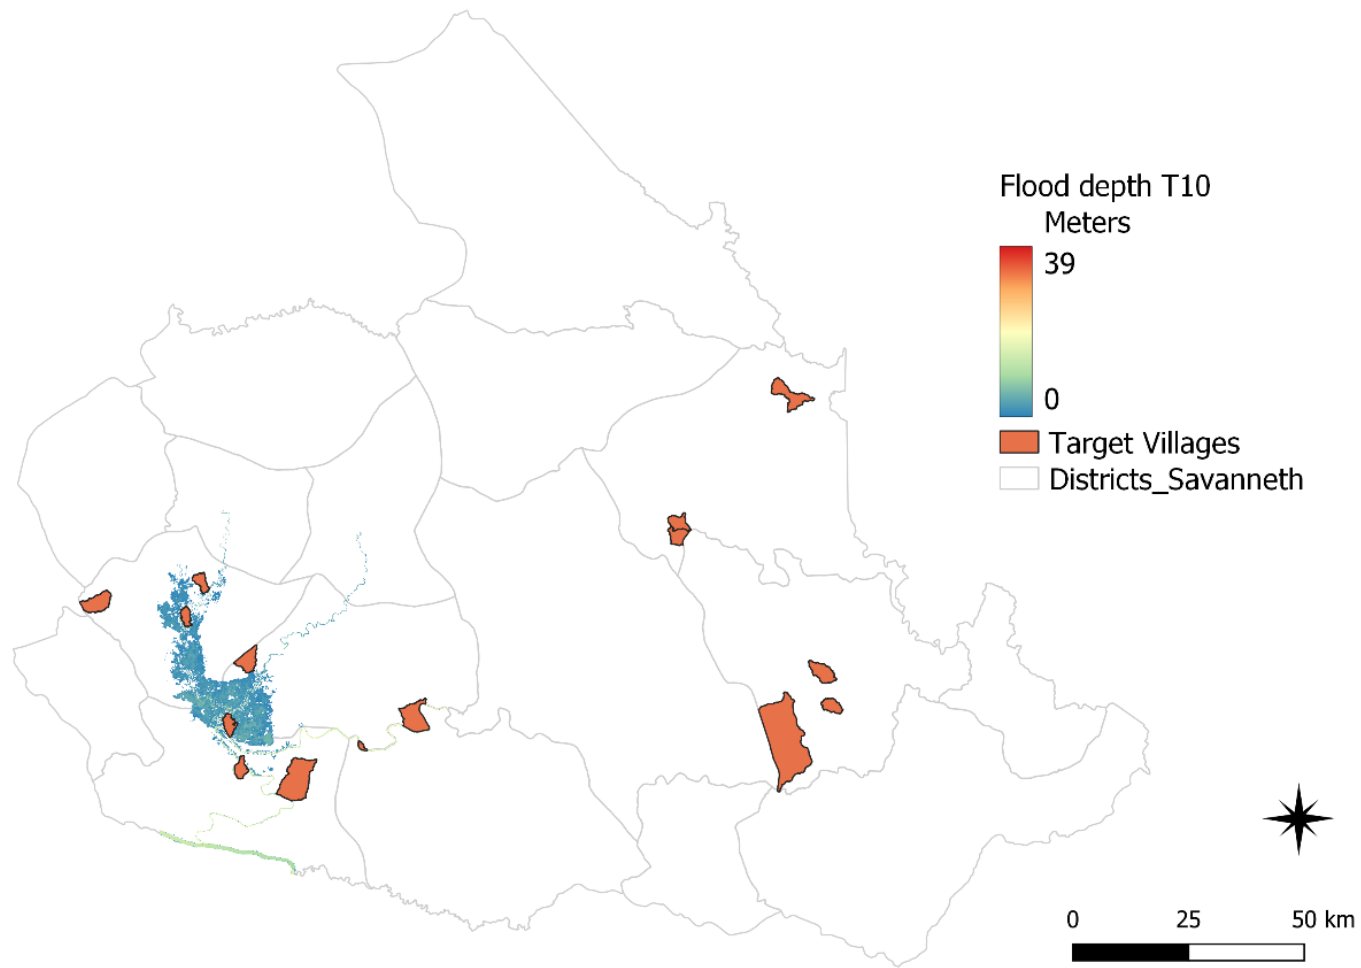 Flood depth T10
Meters
39
0
Target Villages
Districts_Savanneth
0 25 50 km